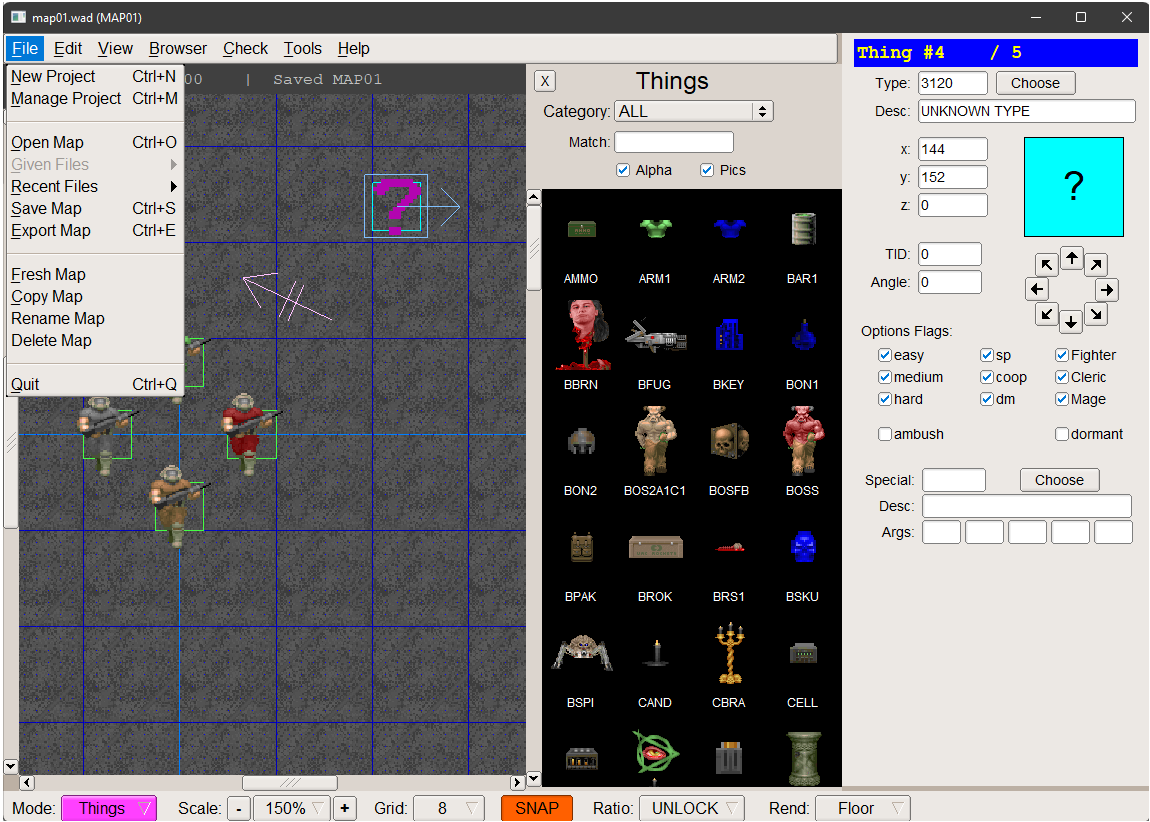 map01.wad (MAP01)
File Edit View Browser Check Tools Help
00 | Saved MAP01
New Project Ctrl+N
Manage Project Ctrl+M
Open Map Ctrl+O
Given Files
Recent Files
Save Map Ctrl+S
Export Map Ctrl+E
Fresh Map
Copy Map
Rename Map
Delete Map
Quit Ctrl+Q
?
X Things
Category: ALL
Match:
Alpha Pics
AMMO ARM1 ARM2 BAR1
BBRN BFUG BKEY BON1
BON2 BOS2A1C1 BOSFB BOSS
BPAK BROK BRS1 BSKU
BSPI CAND CBRA CELL
Thing #4 / 5
Type: 3120 Choose
Desc: UNKNOWN TYPE
x: 144
y: 152
z: 0
?
TID: 0
Angle: 0
Options Flags:
easy sp Fighter
medium coop Cleric
hard dm Mage
ambush dormant
Special: Choose
Desc:
Args:
Mode: Things Scale: - 150% + Grid: 8 SNAP Ratio: UNLOCK Rend: Floor